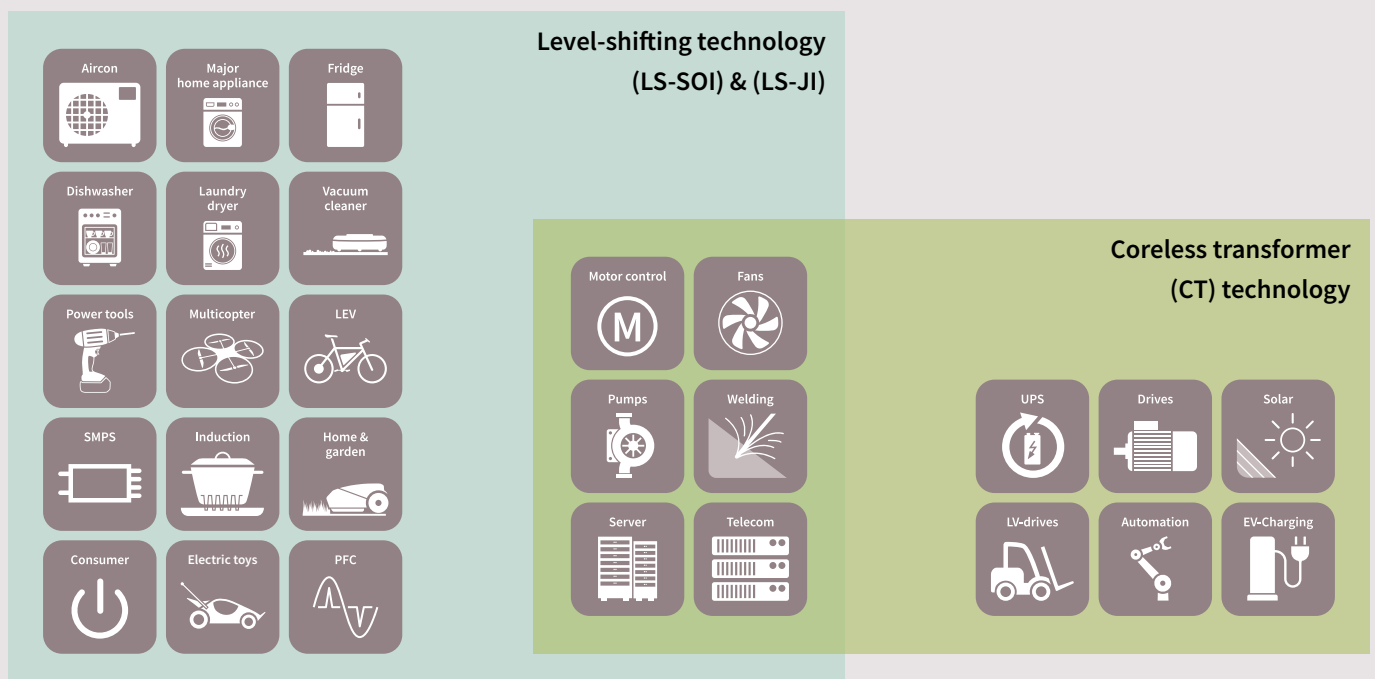 Level-shifting technology
(LS-SOI) & (LS-JI)
Aircon
Major
home appliance
Fridge
Dishwasher
Laundry
dryer
Vacuum
cleaner
Power tools
Multicopter
LEV
SMPS
Induction
Home &
garden
Consumer
Electric toys
PFC
Motor control
M
Fans
Pumps
Welding
Server
Telecom
Coreless transformer
(CT) technology
UPS
Drives
Solar
LV-drives
Automation
EV-Charging